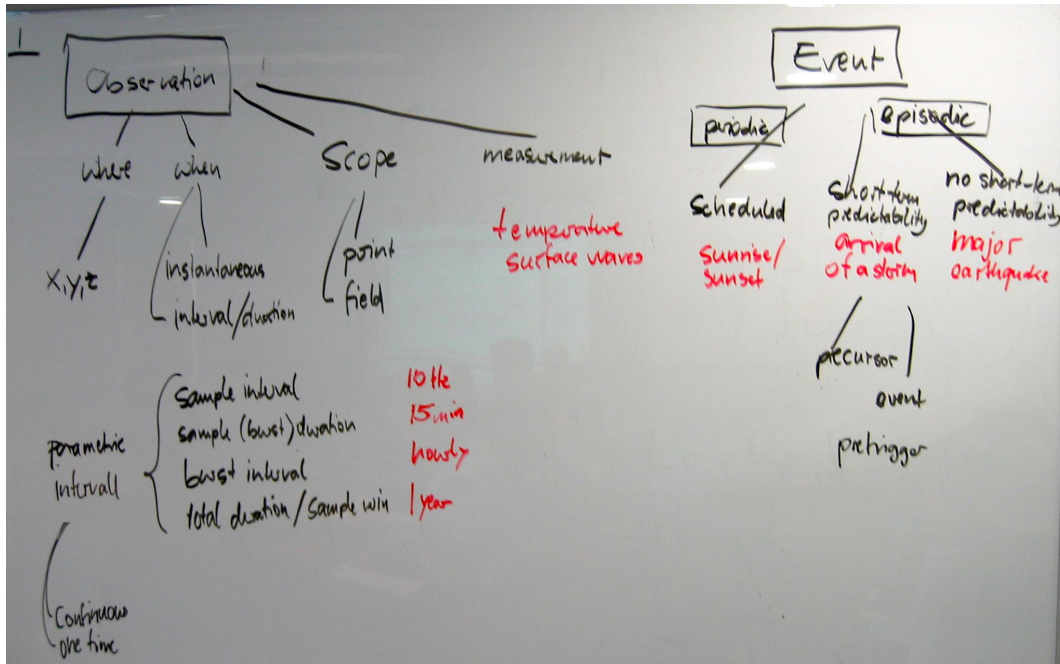 1
Observation
where
when
Scope
measurement
x,y,z
instantaneous
interval/duration
point
field
temperature
surface waves
parametric
intervall
sample interval 10 Hz
sample (burst) duration 15 min
burst interval hourly
total duration / sample win 1 year
continuous
one time
Event
periodic
episodic
scheduled
sunrise/
sunset
short-term
predictability
arrival
of a storm
no short-term
predictability
major
earthquake
precursor
event
pretrigger